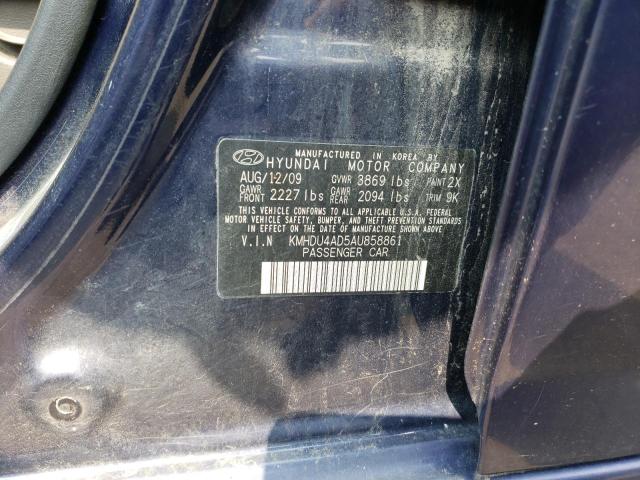 MANUFACTURED IN KOREA BY
HYUNDAI MOTOR COMPANY
AUG/12/09 GVWR 3869 lbs PAINT 2X
GAWR FRONT 2227 lbs GAWR REAR 2094 lbs TRIM 9K
THIS VEHICLE CONFORMS TO ALL APPLICABLE U.S.A. FEDERAL
MOTOR VEHICLE SAFETY, BUMPER, AND THEFT PREVENTION STANDARDS
IN EFFECT ON THE DATE OF MANUFACTURE SHOWN ABOVE.
V.I.N KMHDU4AD5AU858861
PASSENGER CAR